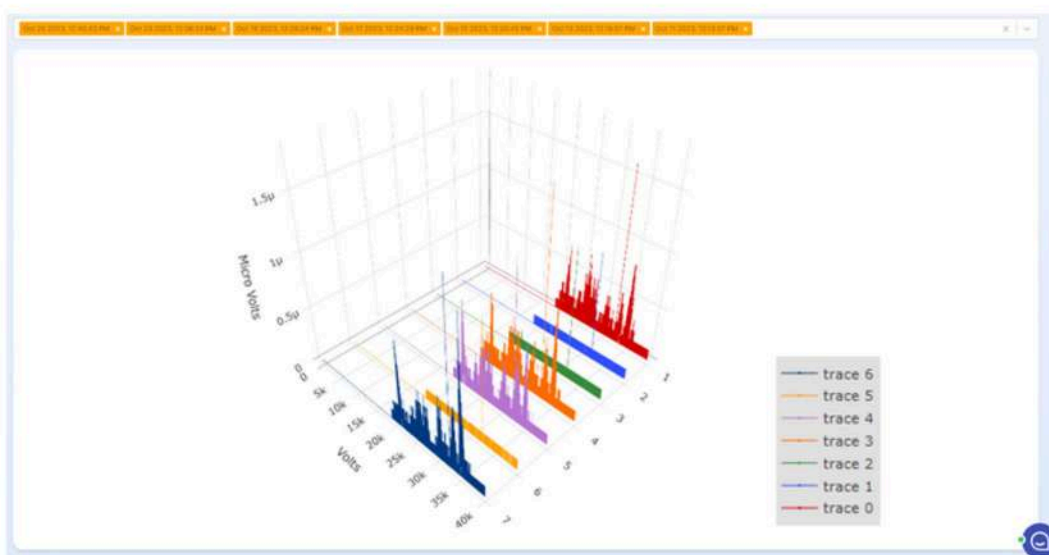 1.5μ
1μ
0.5μ
0
Micro Volts
0
5k
10k
15k
20k
25k
30k
35k
40k
Volts
1
2
3
4
5
6
7
trace 6
trace 5
trace 4
trace 3
trace 2
trace 1
trace 0